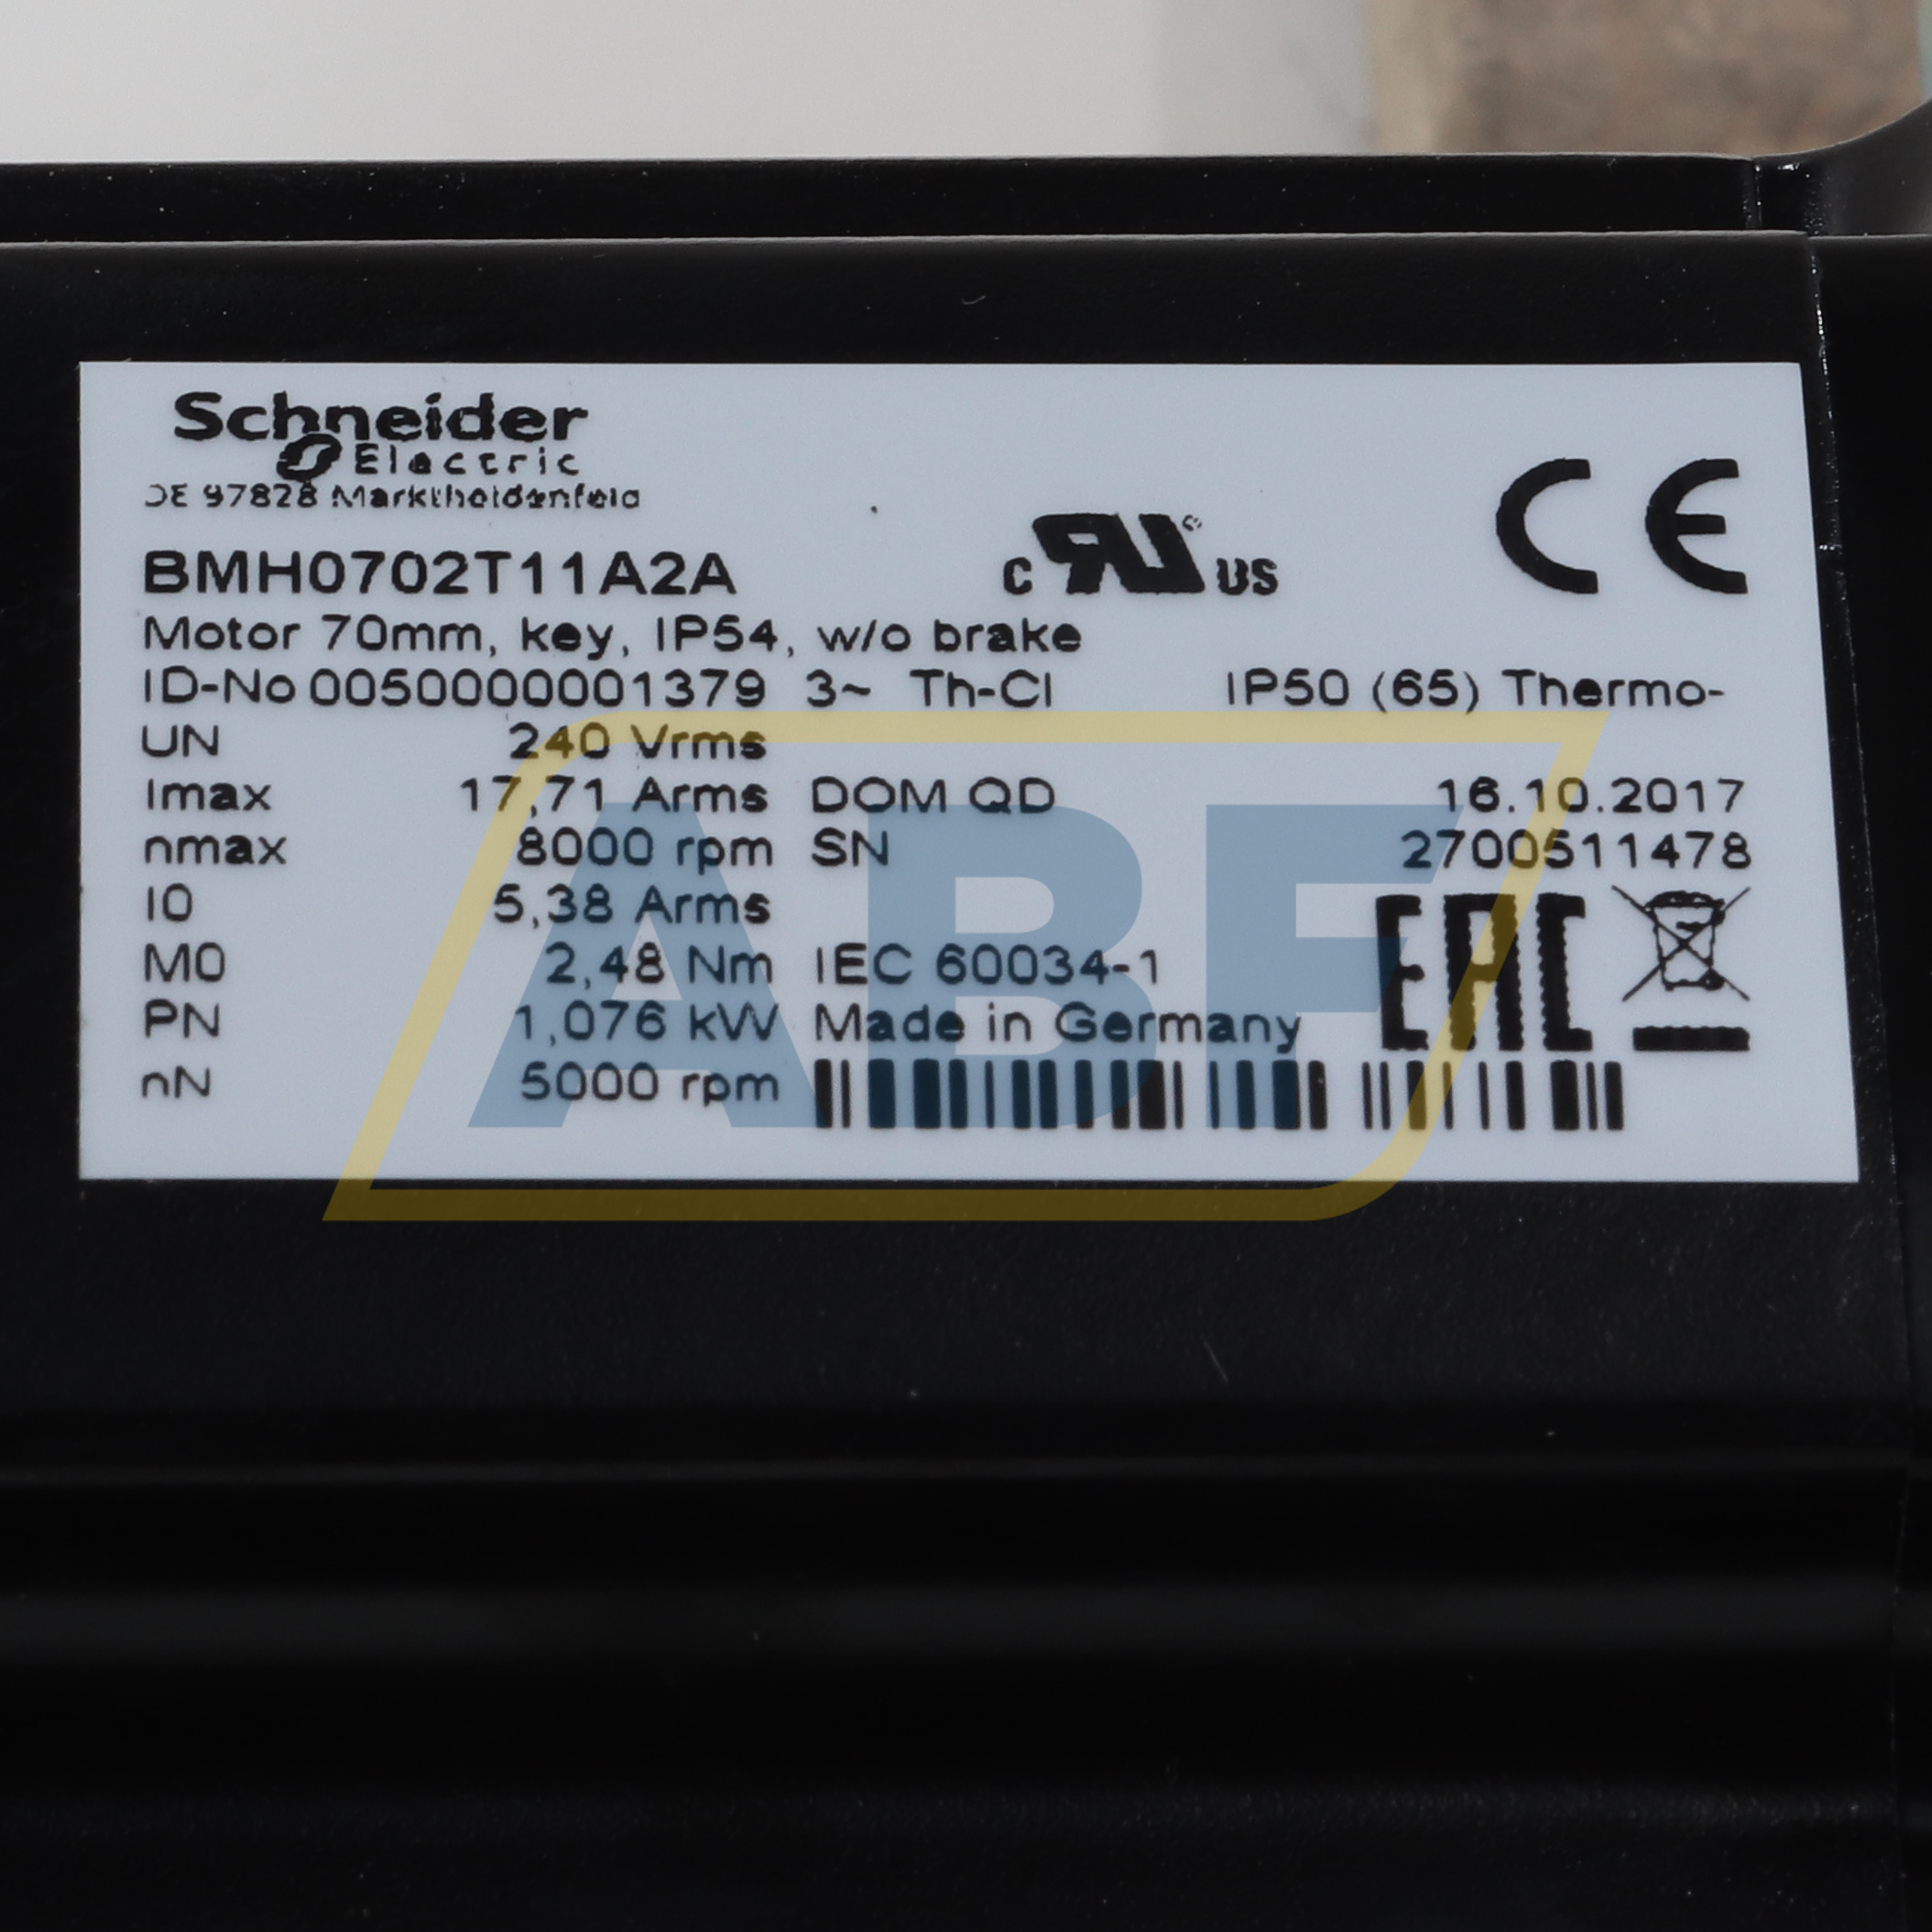 Schneider
Electric
DE 97828 Marktheidenfeld
BMH0702T11A2A
c RU US
CE
Motor 70mm, key, IP54, w/o brake
ID-No 0050000001379 3~ Th-Cl IP50 (65) Thermo-
UN 240 Vrms
Imax 17,71 Arms DOM QD 16.10.2017
nmax 8000 rpm SN 2700511478
I0 5,38 Arms
M0 2,48 Nm IEC 60034-1
EAC
PN 1,076 kW Made in Germany
nN 5000 rpm
ABF